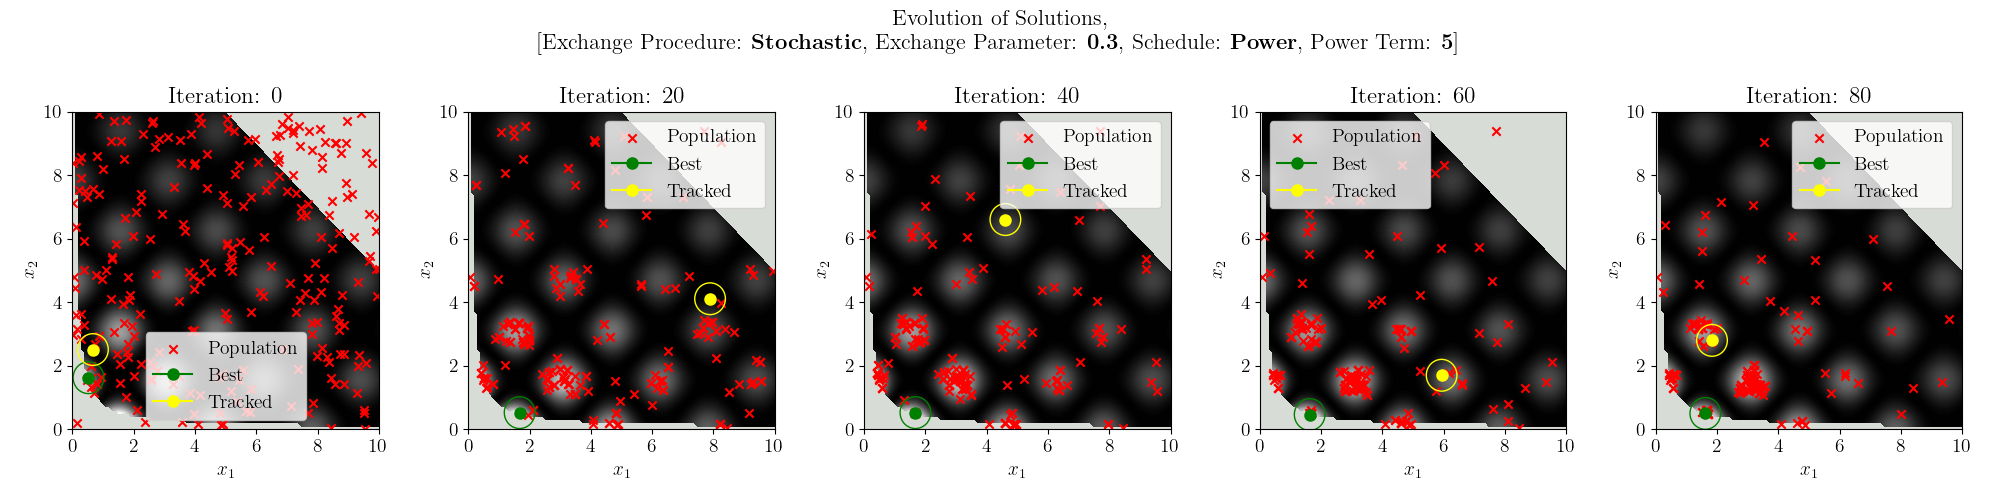 Evolution of Solutions,
[Exchange Procedure: Stochastic, Exchange Parameter: 0.3, Schedule: Power, Power Term: 5]
Iteration: 0
10
8
6
4
2
0
x2
0 2 4 6 8 10
x1
Population
Best
Tracked
Iteration: 20
10
8
6
4
2
0
x2
0 2 4 6 8 10
x1
Population
Best
Tracked
Iteration: 40
10
8
6
4
2
0
x2
0 2 4 6 8 10
x1
Population
Best
Tracked
Iteration: 60
10
8
6
4
2
0
x2
0 2 4 6 8 10
x1
Population
Best
Tracked
Iteration: 80
10
8
6
4
2
0
x2
0 2 4 6 8 10
x1
Population
Best
Tracked